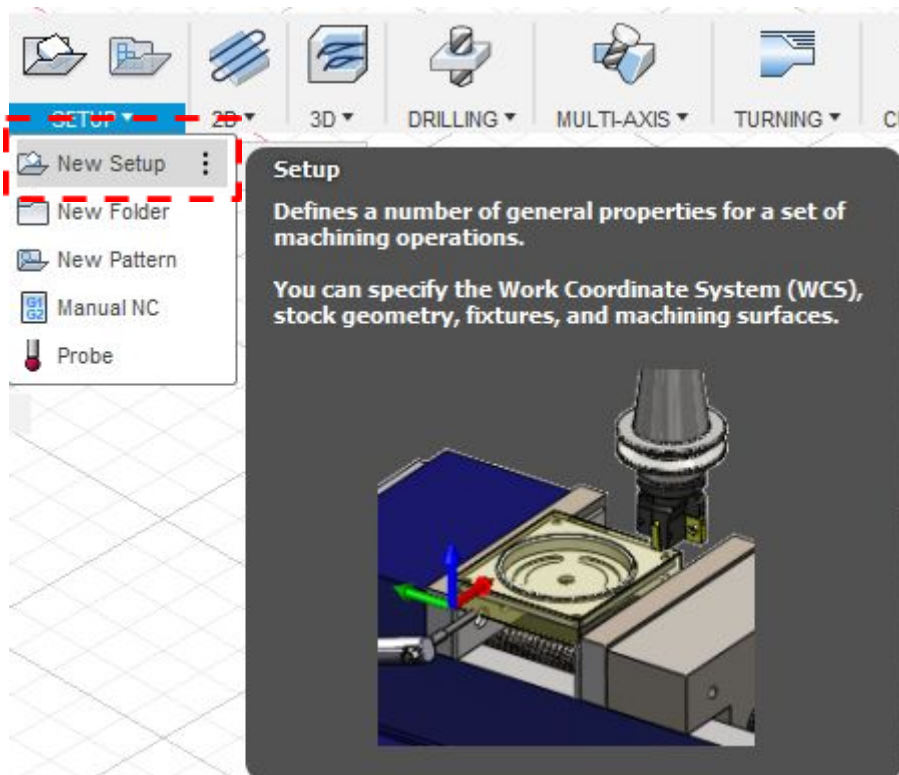 SETUP 2D 3D DRILLING MULTI-AXIS TURNING
New Setup
New Folder
New Pattern
G1
G2
Manual NC
Probe
Setup
Defines a number of general properties for a set of
machining operations.
You can specify the Work Coordinate System (WCS),
stock geometry, fixtures, and machining surfaces.